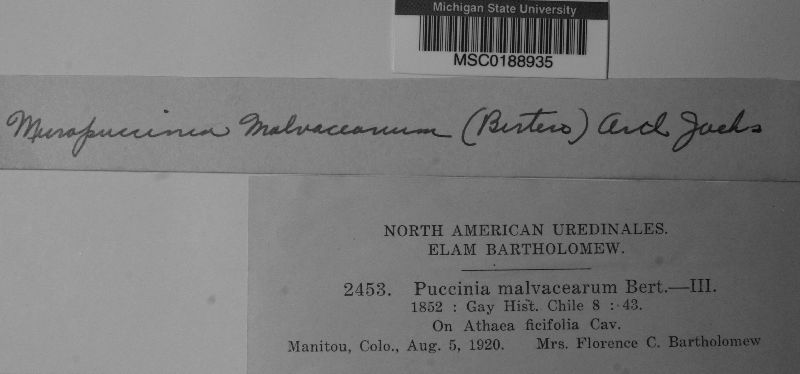 Michigan State University
MSC0188935
Micropuccinia Malvacearum (Bertero) Arth Jacks
NORTH AMERICAN UREDINALES.
ELAM BARTHOLOMEW.
2453. Puccinia malvacearum Bert.—III.
1852 : Gay Hist. Chile 8 : 43.
On Athaea ficifolia Cav.
Manitou, Colo., Aug. 5, 1920. Mrs. Florence C. Bartholomew